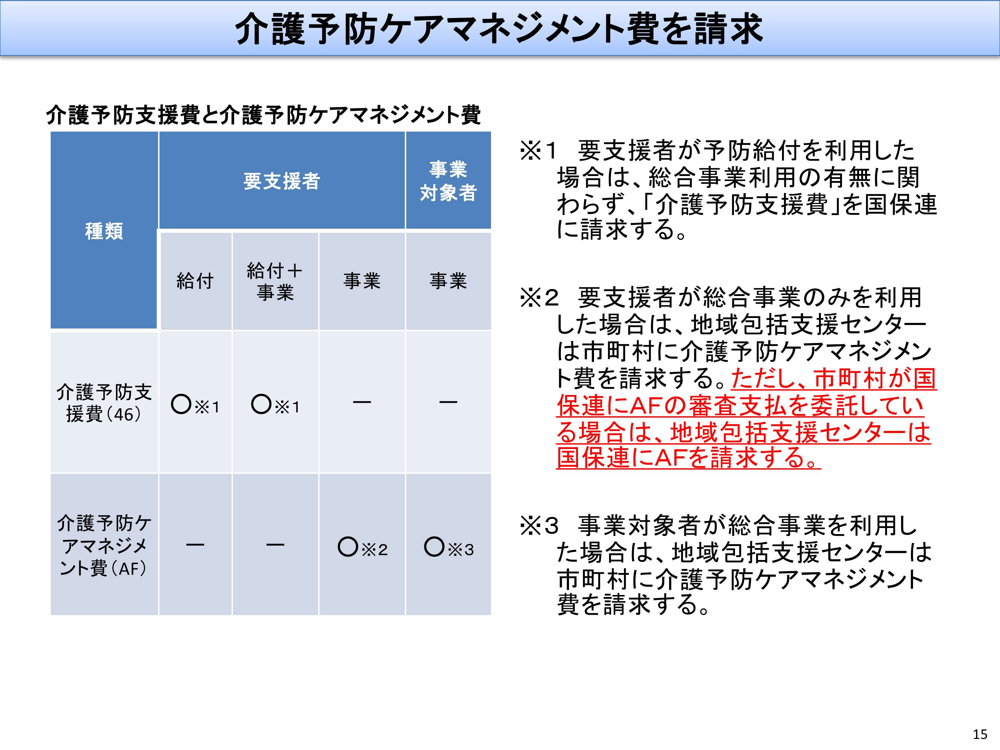 介護予防ケアマネジメント費を請求
介護予防支援費と介護予防ケアマネジメント費
種類
要支援者
事業
対象者
給付
給付＋
事業
事業
事業
介護予防支
援費（46）
○※1
○※1
－
－
介護予防ケ
アマネジメ
ント費（AF）
－
－
○※2
○※3
※1　要支援者が予防給付を利用した
場合は、総合事業利用の有無に関
わらず、「介護予防支援費」を国保連
に請求する。
※2　要支援者が総合事業のみを利用
した場合は、地域包括支援センター
は市町村に介護予防ケアマネジメン
ト費を請求する。ただし、市町村が国
保連にAFの審査支払を委託してい
る場合は、地域包括支援センターは
国保連にAFを請求する。
※3　事業対象者が総合事業を利用し
た場合は、地域包括支援センターは
市町村に介護予防ケアマネジメント
費を請求する。
15